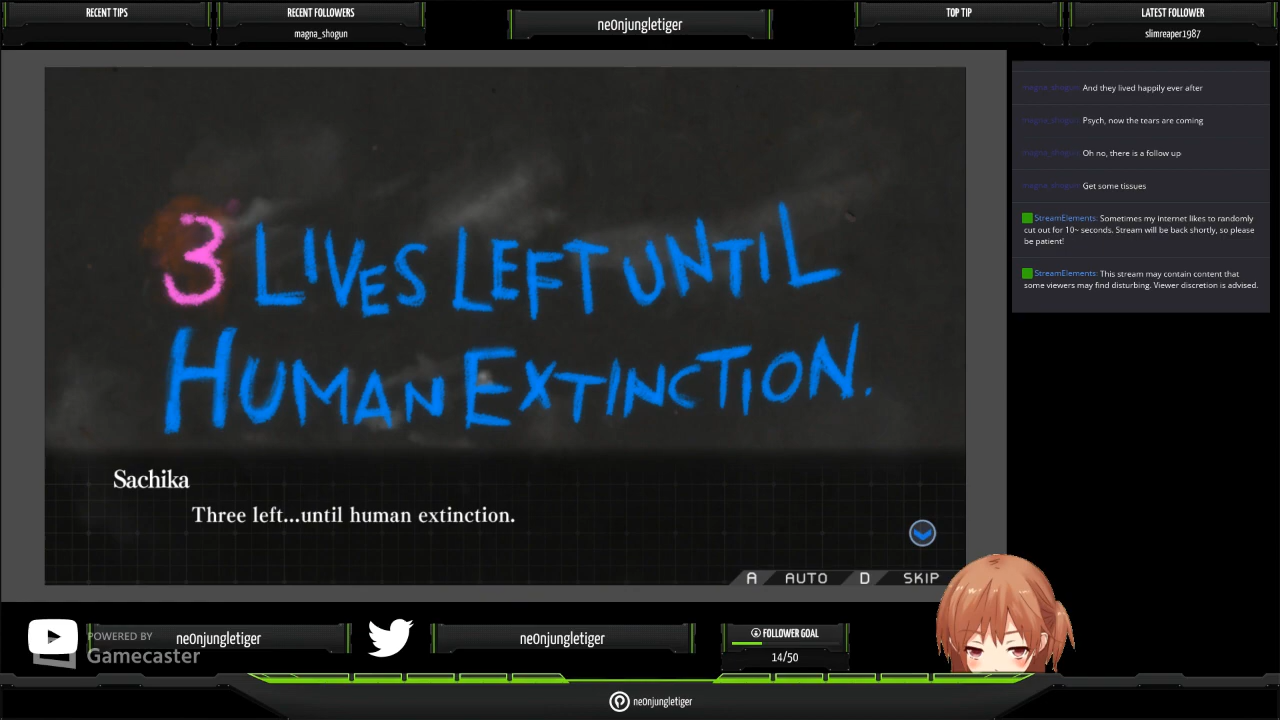 RECENT TIPS
RECENT FOLLOWERS
magna_shogun
ne0njungletiger
TOP TIP
LATEST FOLLOWER
slimreaper1987
magna_shogun: And they lived happily ever after
magna_shogun: Psych, now the tears are coming
magna_shogun: Oh no, there is a follow up
magna_shogun: Get some tissues
StreamElements: Sometimes my internet likes to randomly
cut out for 10~ seconds. Stream will be back shortly, so please
be patient!
StreamElements: This stream may contain content that
some viewers may find disturbing. Viewer discretion is advised.
3 LIVES LEFT UNTIL
HUMAN EXTINCTION.
Sachika
Three left...until human extinction.
A AUTO D SKIP
POWERED BY
Gamecaster
ne0njungletiger
ne0njungletiger
FOLLOWER GOAL
14/50
ne0njungletiger